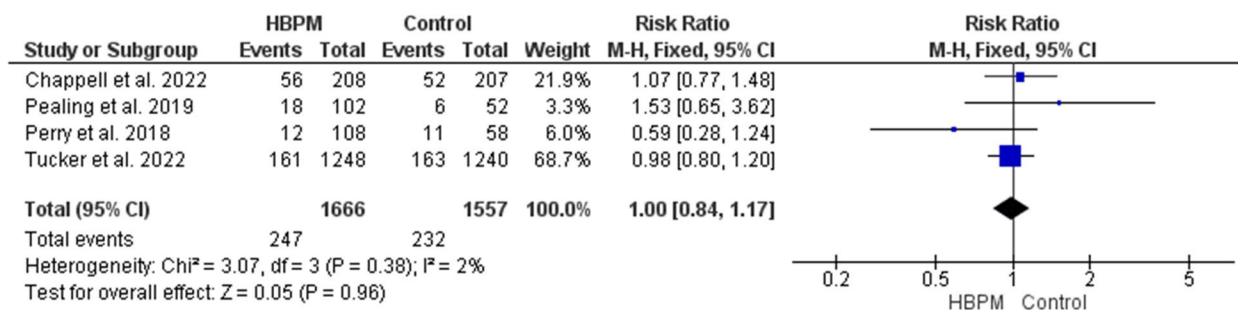 HBPM Control Risk Ratio Risk Ratio
Study or Subgroup Events Total Events Total Weight M-H, Fixed, 95% CI M-H, Fixed, 95% CI
Chappell et al. 2022 56 208 52 207 21.9% 1.07 [0.77, 1.48]
Pealing et al. 2019 18 102 6 52 3.3% 1.53 [0.65, 3.62]
Perry et al. 2018 12 108 11 58 6.0% 0.59 [0.28, 1.24]
Tucker et al. 2022 161 1248 163 1240 68.7% 0.98 [0.80, 1.20]
Total (95% CI) 1666 1557 100.0% 1.00 [0.84, 1.17]
Total events 247 232
Heterogeneity: Chi² = 3.07, df = 3 (P = 0.38); I² = 2%
Test for overall effect: Z = 0.05 (P = 0.96)
0.2 0.5 1 2 5
HBPM Control